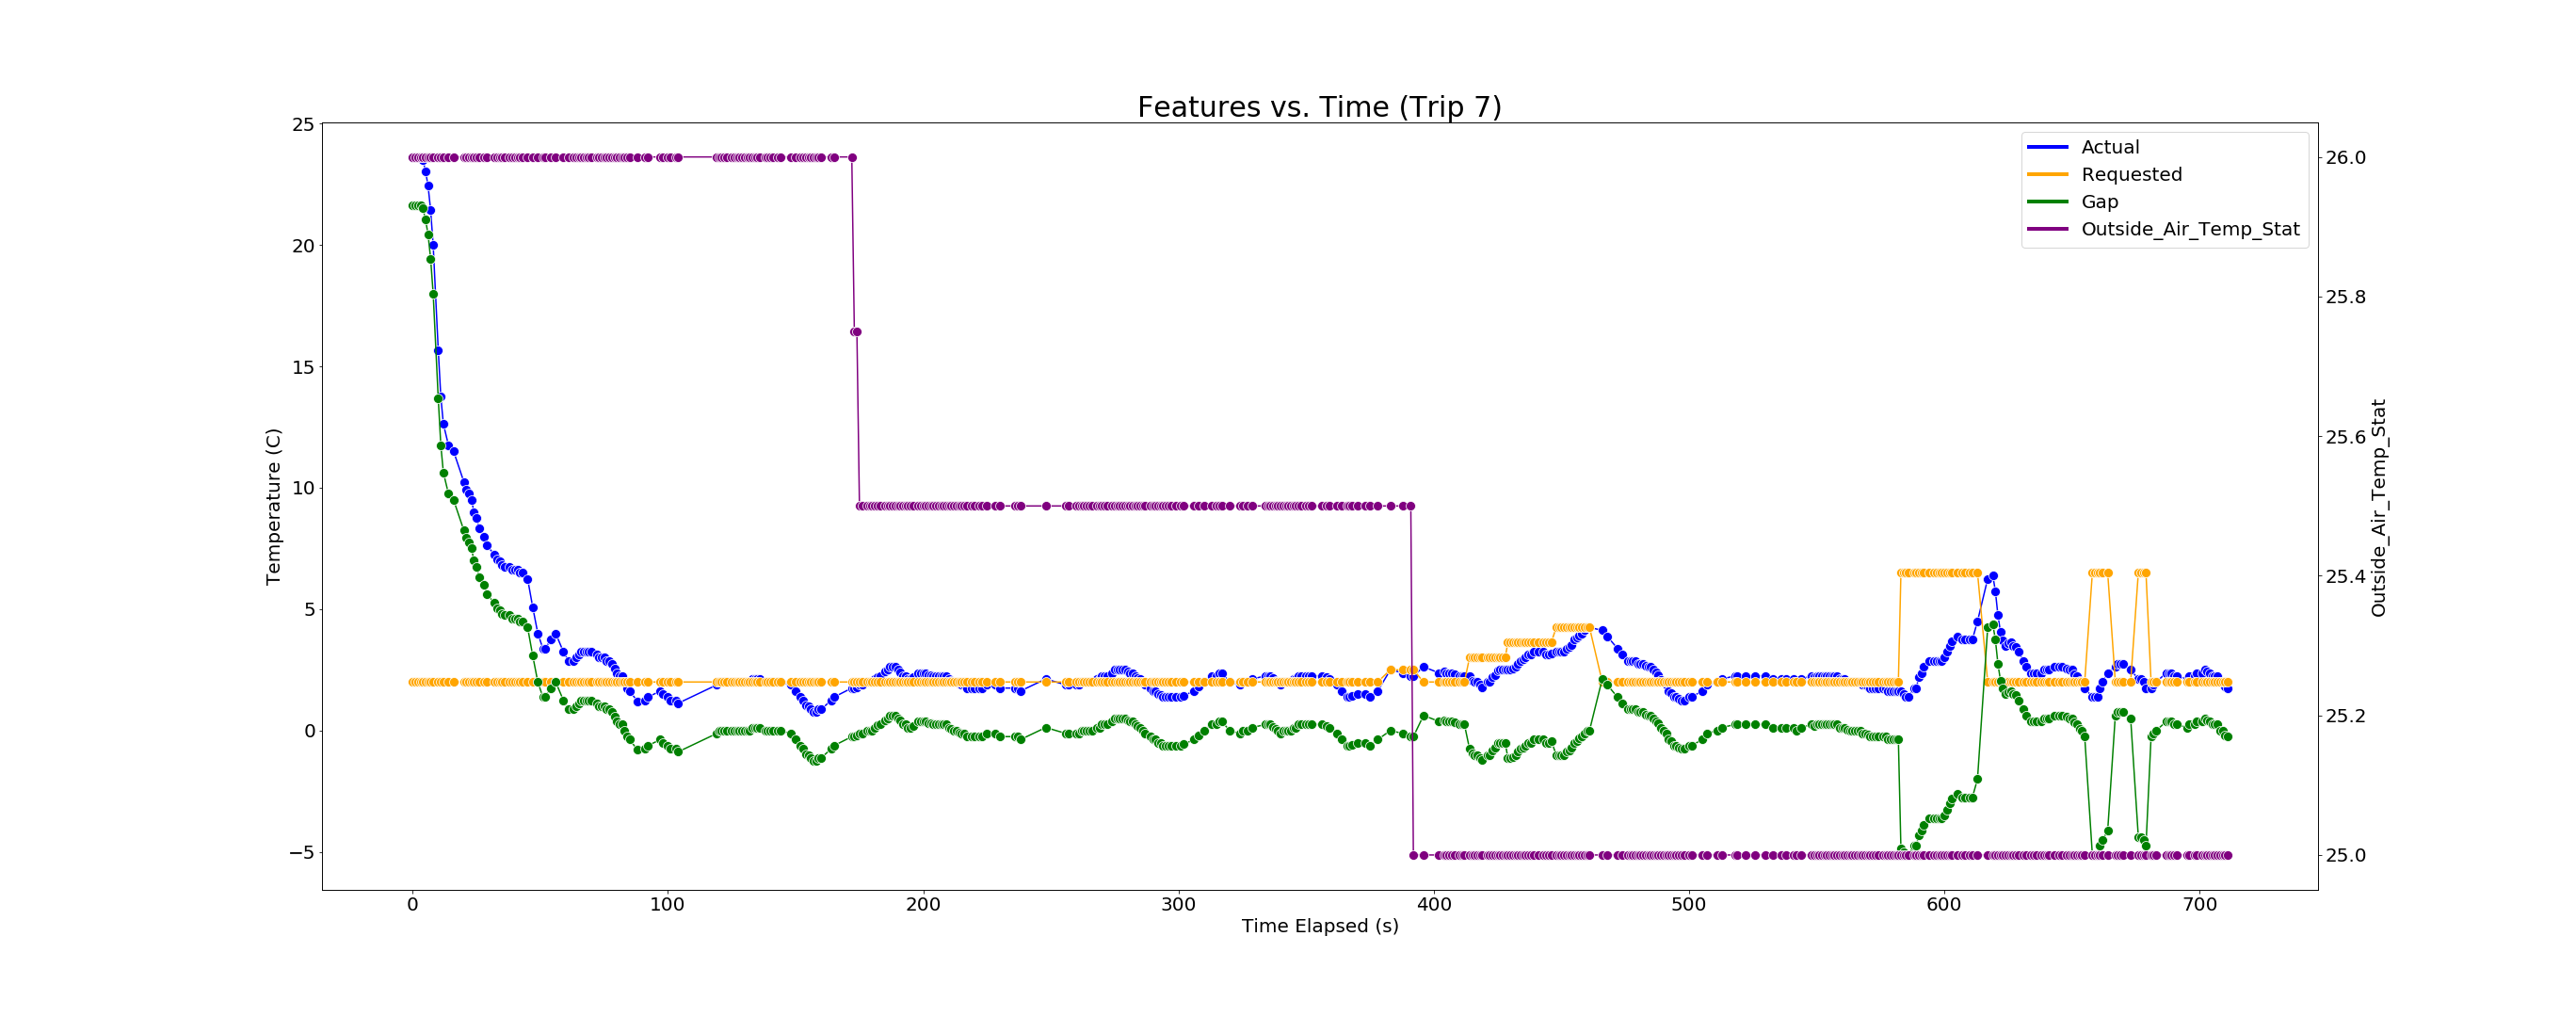 Features vs. Time (Trip 7)
Actual
Requested
Gap
Outside_Air_Temp_Stat
25
20
15
10
5
0
−5
Temperature (C)
26.0
25.8
25.6
25.4
25.2
25.0
Outside_Air_Temp_Stat
0 100 200 300 400 500 600 700
Time Elapsed (s)